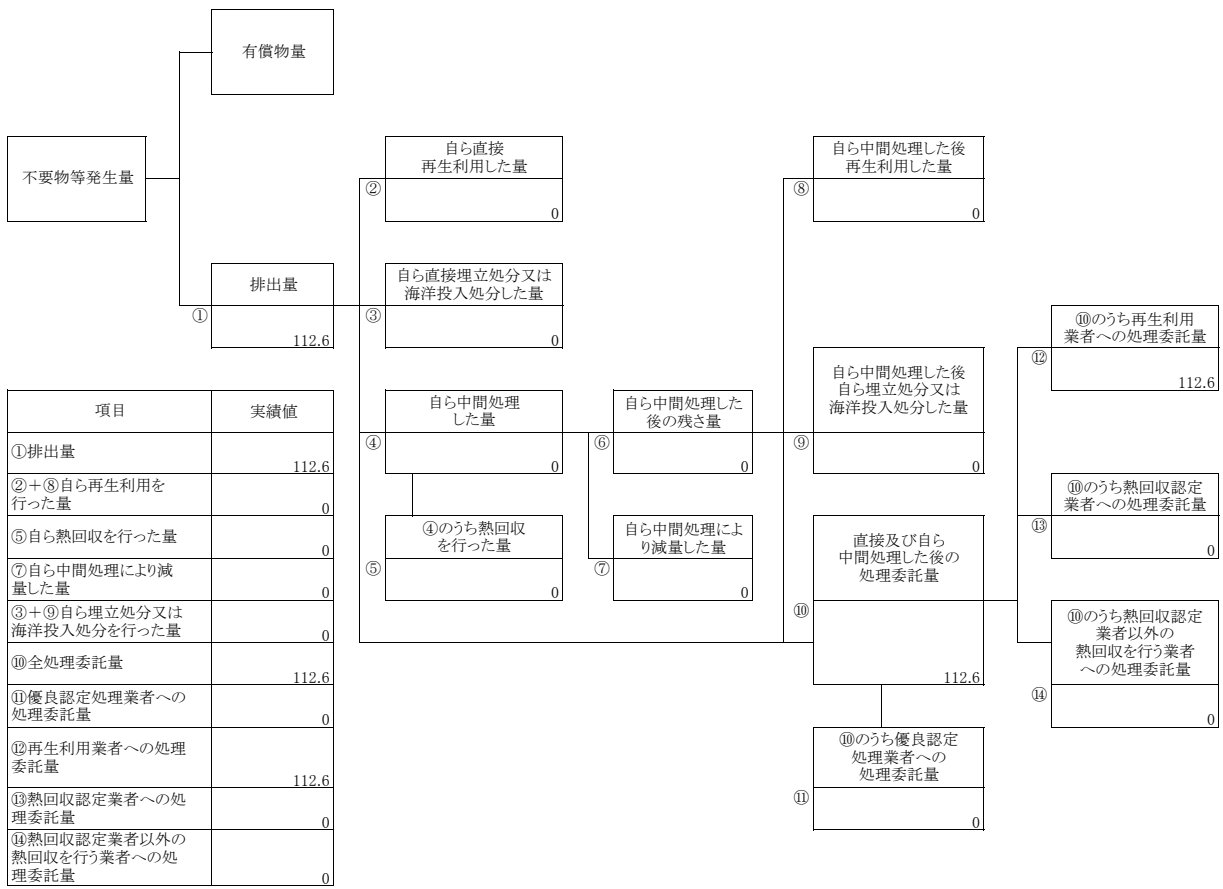 有償物量
不要物等発生量
自ら直接
再生利用した量
②
0
自ら中間処理した後
再生利用した量
⑧
0
排出量
①
112.6
自ら直接埋立処分又は
海洋投入処分した量
③
0
⑩のうち再生利用
業者への処理委託量
⑫
112.6
自ら中間処理
した量
④
0
自ら中間処理した
後の残さ量
⑥
0
自ら中間処理した後
自ら埋立処分又は
海洋投入処分した量
⑨
0
⑩のうち熱回収認定
業者への処理委託量
⑬
0
④のうち熱回収
を行った量
⑤
0
自ら中間処理によ
り減量した量
⑦
0
直接及び自ら
中間処理した後の
処理委託量
⑩
112.6
⑩のうち熱回収認定
業者以外の
熱回収を行う業者
への処理委託量
⑭
0
⑩のうち優良認定
処理業者への
処理委託量
⑪
0
項目 実績値
①排出量
112.6
②+⑧自ら再生利用を
行った量
0
⑤自ら熱回収を行った量
0
⑦自ら中間処理により減
量した量
0
③+⑨自ら埋立処分又は
海洋投入処分を行った量
0
⑩全処理委託量
112.6
⑪優良認定処理業者への
処理委託量
0
⑫再生利用業者への処理
委託量
112.6
⑬熱回収認定業者への処
理委託量
0
⑭熱回収認定業者以外の
熱回収を行う業者への処
理委託量
0